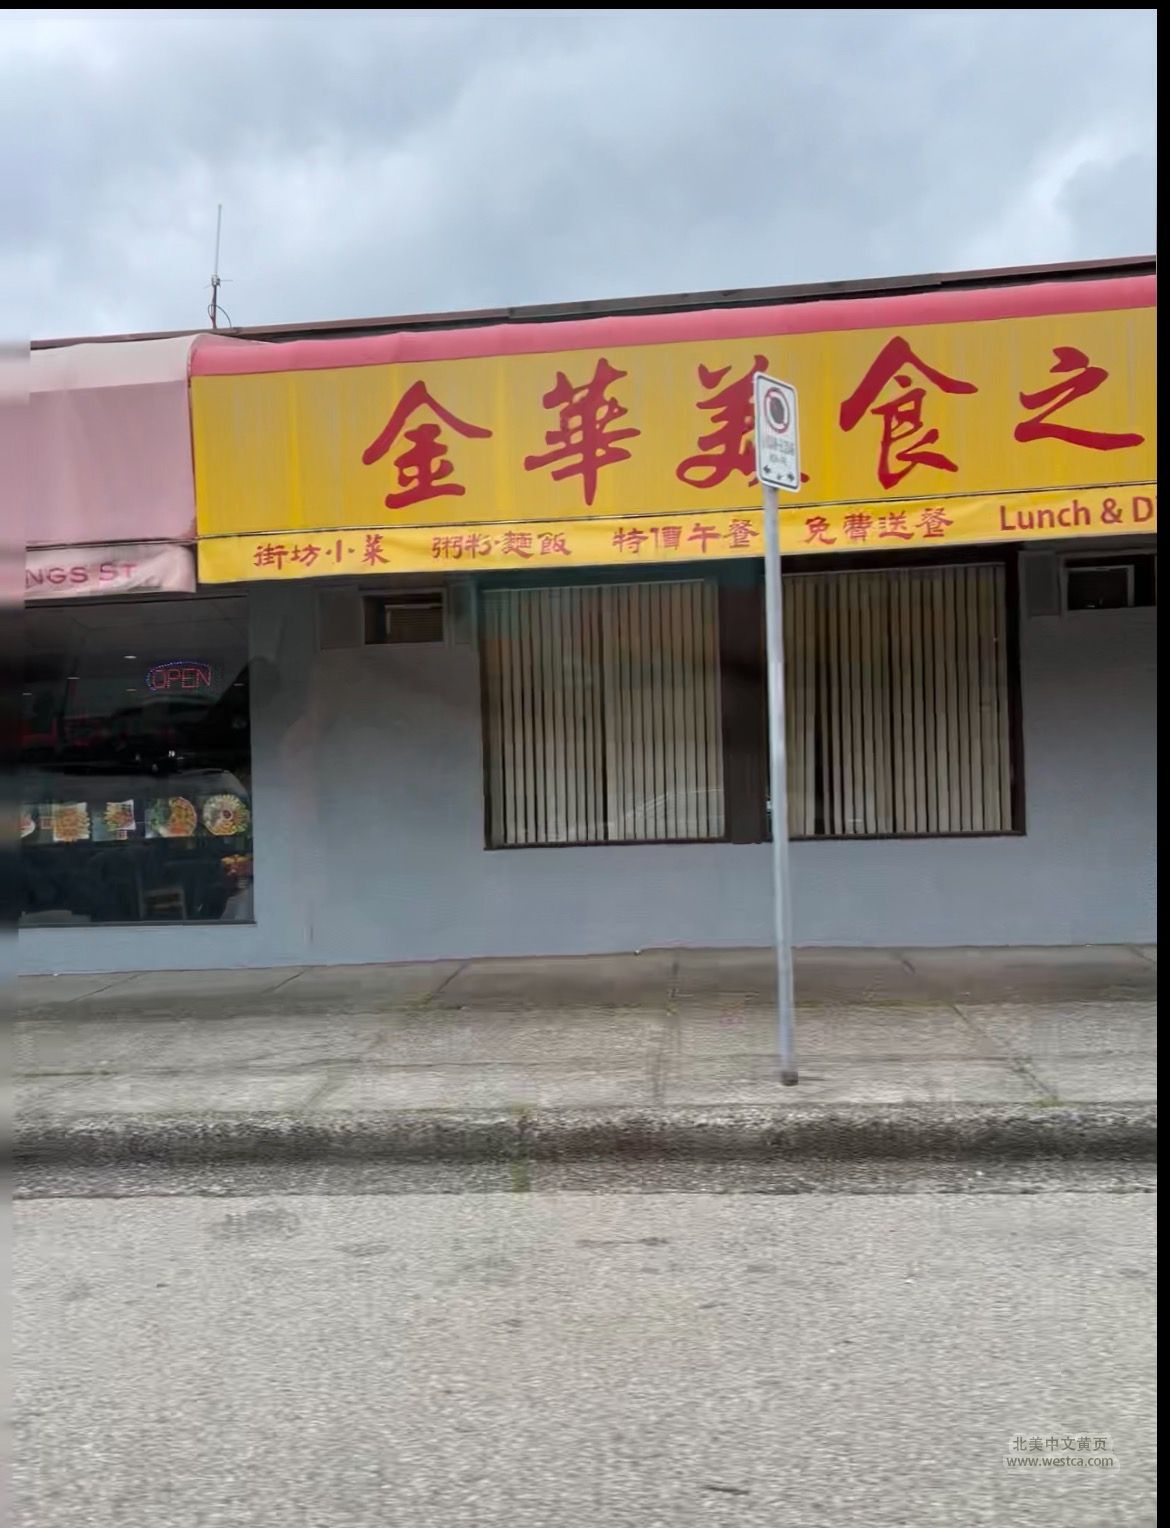 金華美食之
街坊小菜 粥粉麵飯 特價午餐 免費送餐 Lunch & D
NGS ST
OPEN
北美中文黄页
www.westca.com